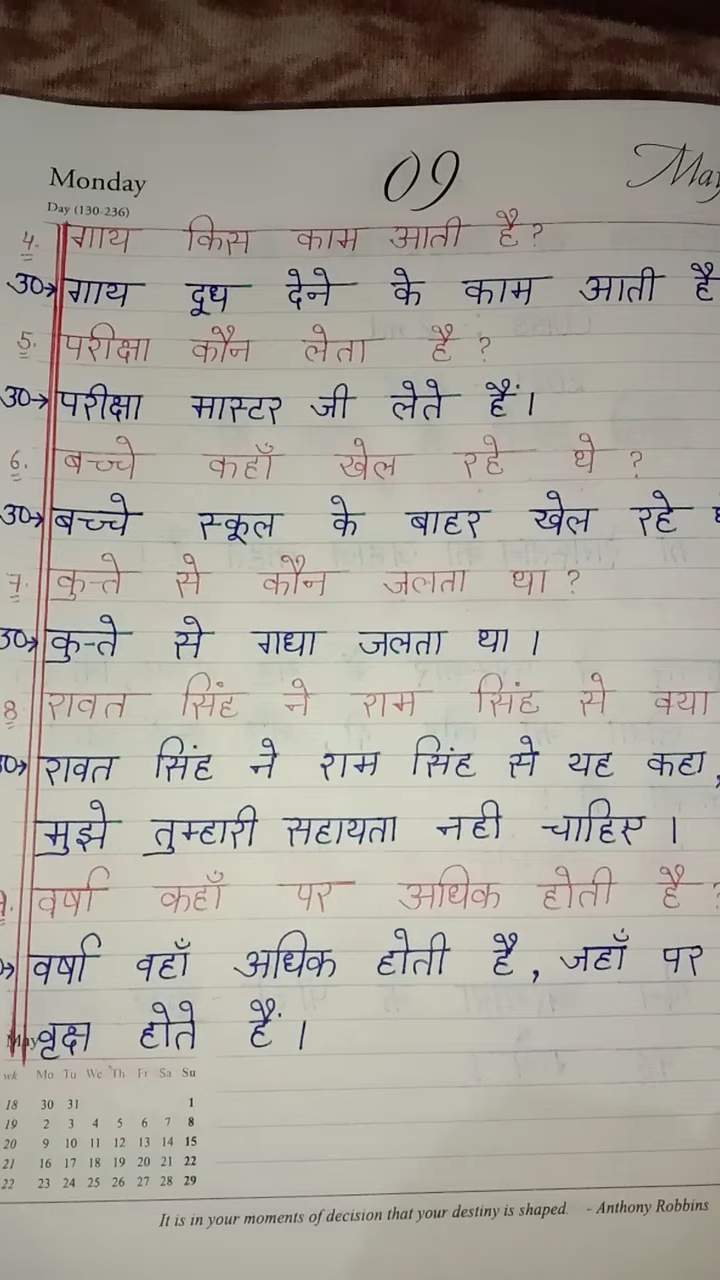 Monday 09 May
Day (130-236)
4. गाय किस काम आती है?
उ०→ गाय दूध देने के काम आती है
5. परीक्षा कौन लेता है?
उ०→ परीक्षा मास्टर जी लेते हैं।
6. बच्चे कहाँ खेल रहे थे?
उ०→ बच्चे स्कूल के बाहर खेल रहे
7. कुत्ते से कौन जलता था?
उ०→ कुत्ते से गधा जलता था।
8 रावत सिंह ने राम सिंह से क्या
उ०→ रावत सिंह ने राम सिंह से यह कहा,
मुझे तुम्हारी सहायता नही चाहिए।
9. वर्षा कहाँ पर अधिक होती है?
→ वर्षा वहाँ अधिक होती है, जहाँ पर
वृक्ष होते हैं।
May
wk Mo Tu We Th Fr Sa Su
18 30 31 1
19 2 3 4 5 6 7 8
20 9 10 11 12 13 14 15
21 16 17 18 19 20 21 22
22 23 24 25 26 27 28 29
It is in your moments of decision that your destiny is shaped. - Anthony Robbins